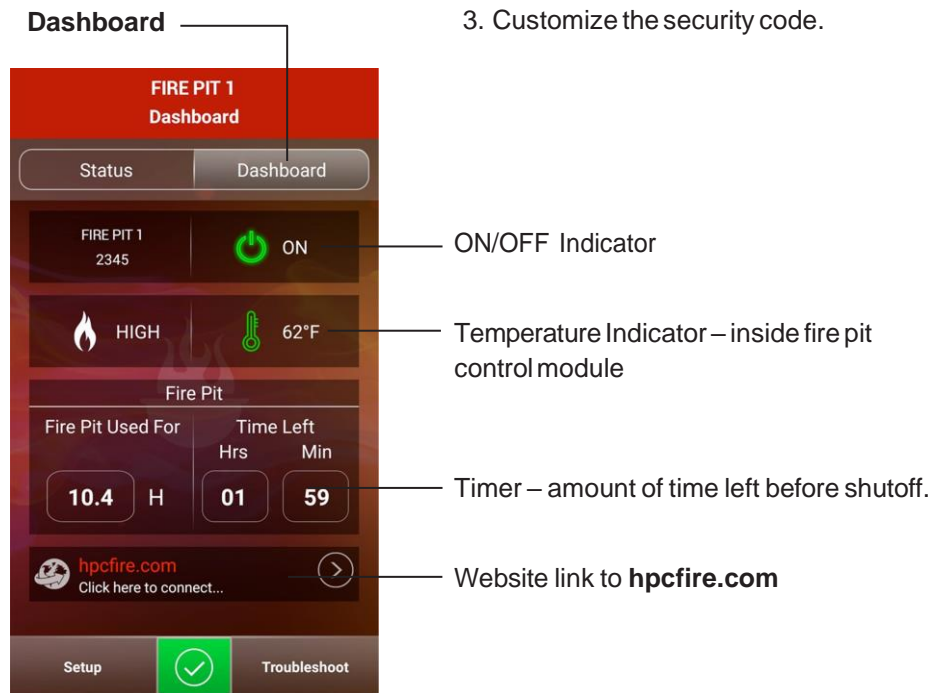 Dashboard
3. Customize the security code.
FIRE PIT 1
Dashboard
Status Dashboard
FIRE PIT 1
2345
ON
ON/OFF Indicator
HIGH
62°F
Temperature Indicator – inside fire pit
control module
Fire Pit
Fire Pit Used For
Time Left
Hrs Min
10.4 H
01 59
Timer – amount of time left before shutoff.
hpcfire.com
Click here to connect...
Website link to hpcfire.com
Setup Troubleshoot